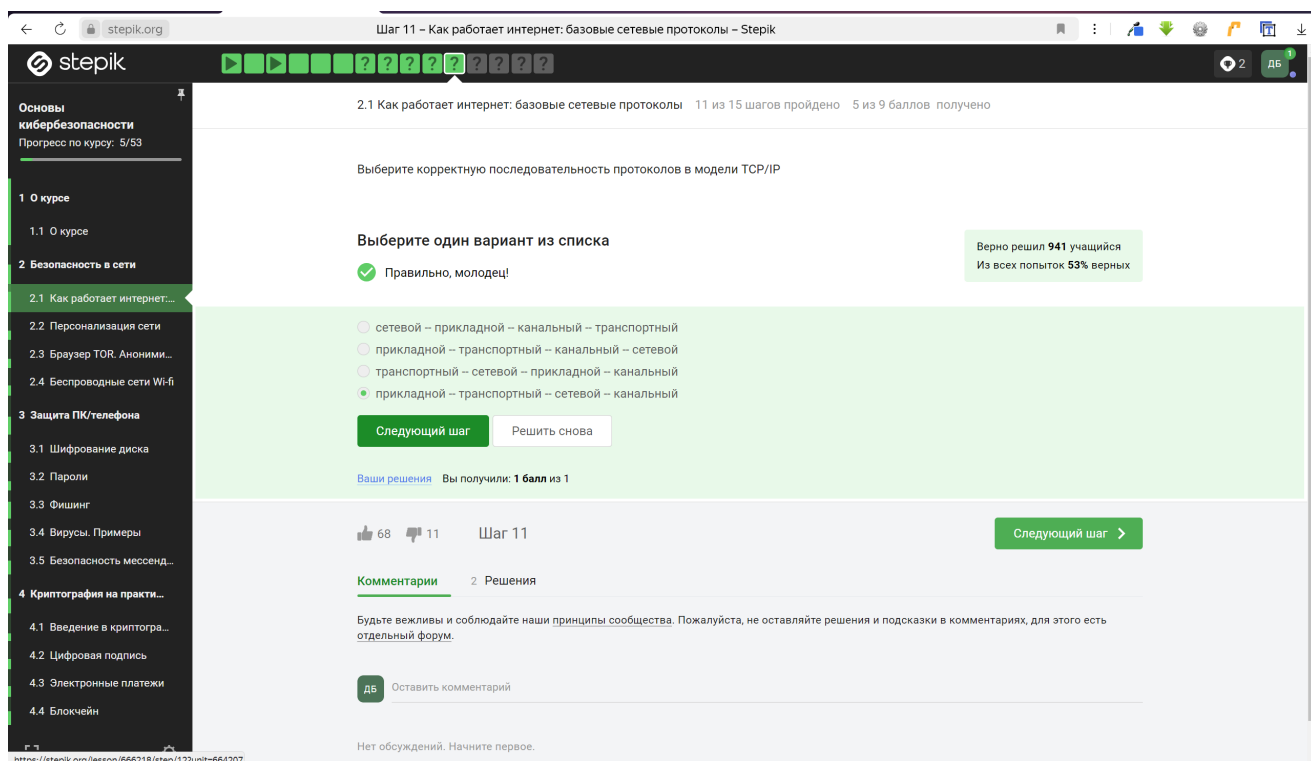 stepik.org
Шаг 11 – Как работает интернет: базовые сетевые протоколы – Stepik
stepik
? ? ? ? ? ? ? ? ?
2
ДБ
1
Основы
кибербезопасности
Прогресс по курсу: 5/53
1 О курсе
1.1 О курсе
2 Безопасность в сети
2.1 Как работает интернет:...
2.2 Персонализация сети
2.3 Браузер TOR. Аноними...
2.4 Беспроводные сети Wi-fi
3 Защита ПК/телефона
3.1 Шифрование диска
3.2 Пароли
3.3 Фишинг
3.4 Вирусы. Примеры
3.5 Безопасность мессенд...
4 Криптография на практи...
4.1 Введение в криптогра...
4.2 Цифровая подпись
4.3 Электронные платежи
4.4 Блокчейн
https://stepik.org/lesson/666218/step/12?unit=664207
2.1 Как работает интернет: базовые сетевые протоколы 11 из 15 шагов пройдено 5 из 9 баллов получено
Выберите корректную последовательность протоколов в модели TCP/IP
Выберите один вариант из списка
Правильно, молодец!
Верно решил 941 учащийся
Из всех попыток 53% верных
сетевой -- прикладной -- канальный -- транспортный
прикладной -- транспортный -- канальный -- сетевой
транспортный -- сетевой -- прикладной -- канальный
прикладной -- транспортный -- сетевой -- канальный
Следующий шаг
Решить снова
Ваши решения Вы получили: 1 балл из 1
68 11 Шаг 11
Следующий шаг
Комментарии 2 Решения
Будьте вежливы и соблюдайте наши принципы сообщества. Пожалуйста, не оставляйте решения и подсказки в комментариях, для этого есть
отдельный форум.
ДБ Оставить комментарий
Нет обсуждений. Начните первое.